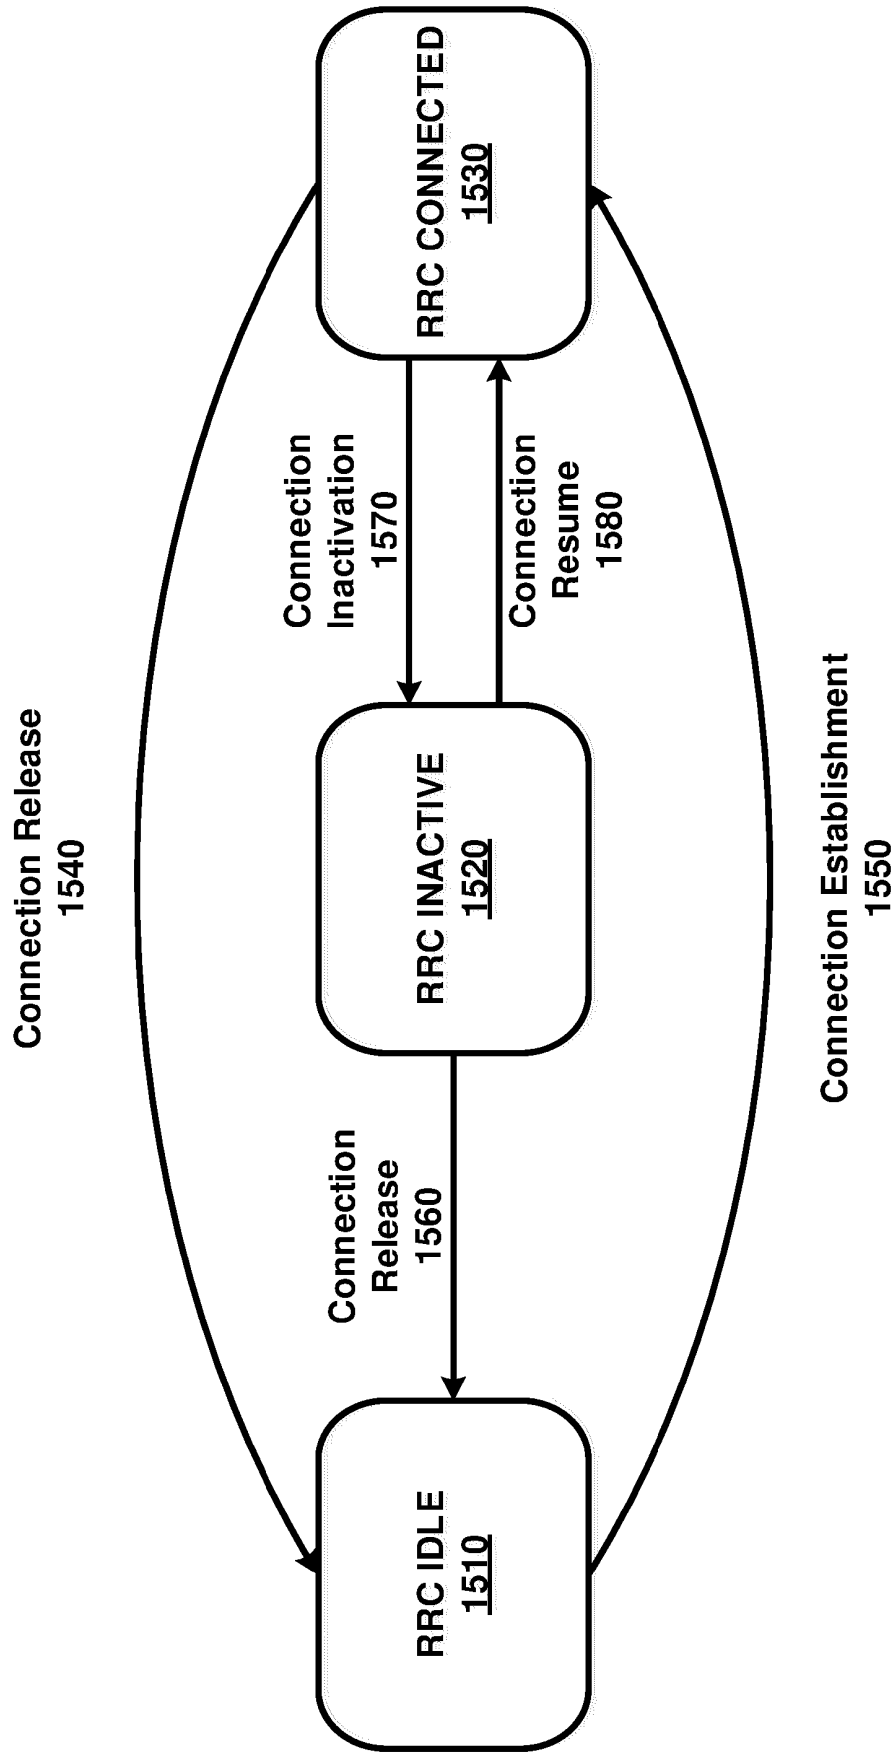 Connection Release
1540
RRC IDLE
1510
Connection
Release
1560
RRC INACTIVE
1520
Connection
Inactivation
1570
Connection
Resume
1580
RRC CONNECTED
1530
Connection Establishment
1550